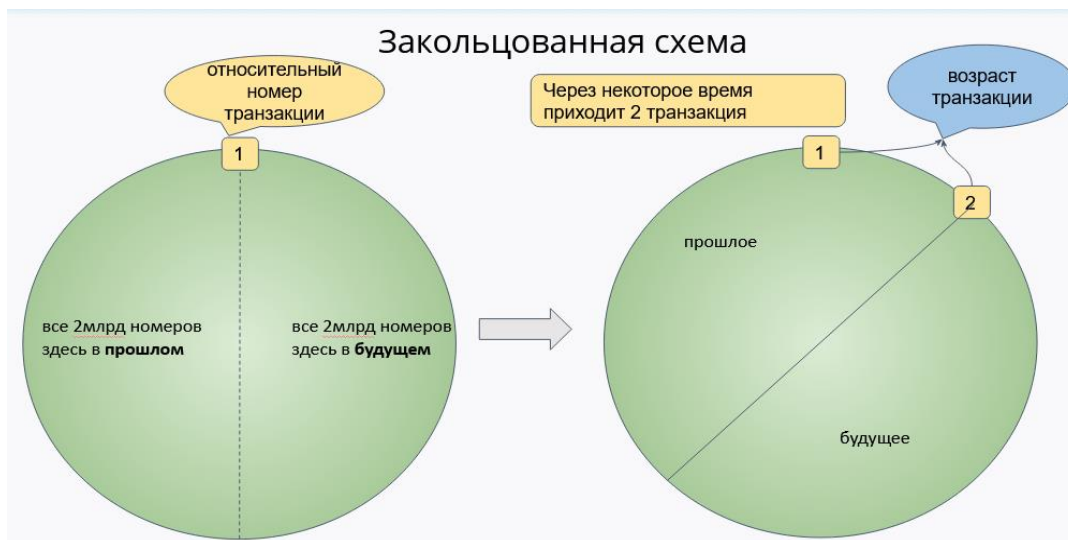 Закольцованная схема
относительный
номер
транзакции
1
все 2млрд номеров
здесь в прошлом
все 2млрд номеров
здесь в будущем
Через некоторое время
приходит 2 транзакция
возраст
транзакции
1
2
прошлое
будущее